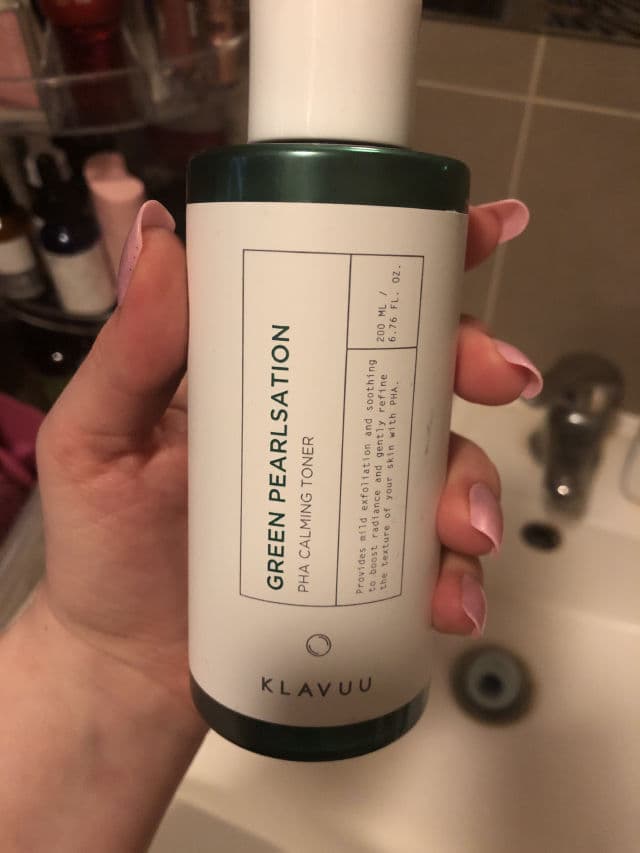 GREEN PEARLSATION
PHA CALMING TONER
200 ML /
6.76 FL. OZ.
Provides mild exfoliation and soothing
to boost radiance and gently refine
the texture of your skin with PHA.
KLAVUU